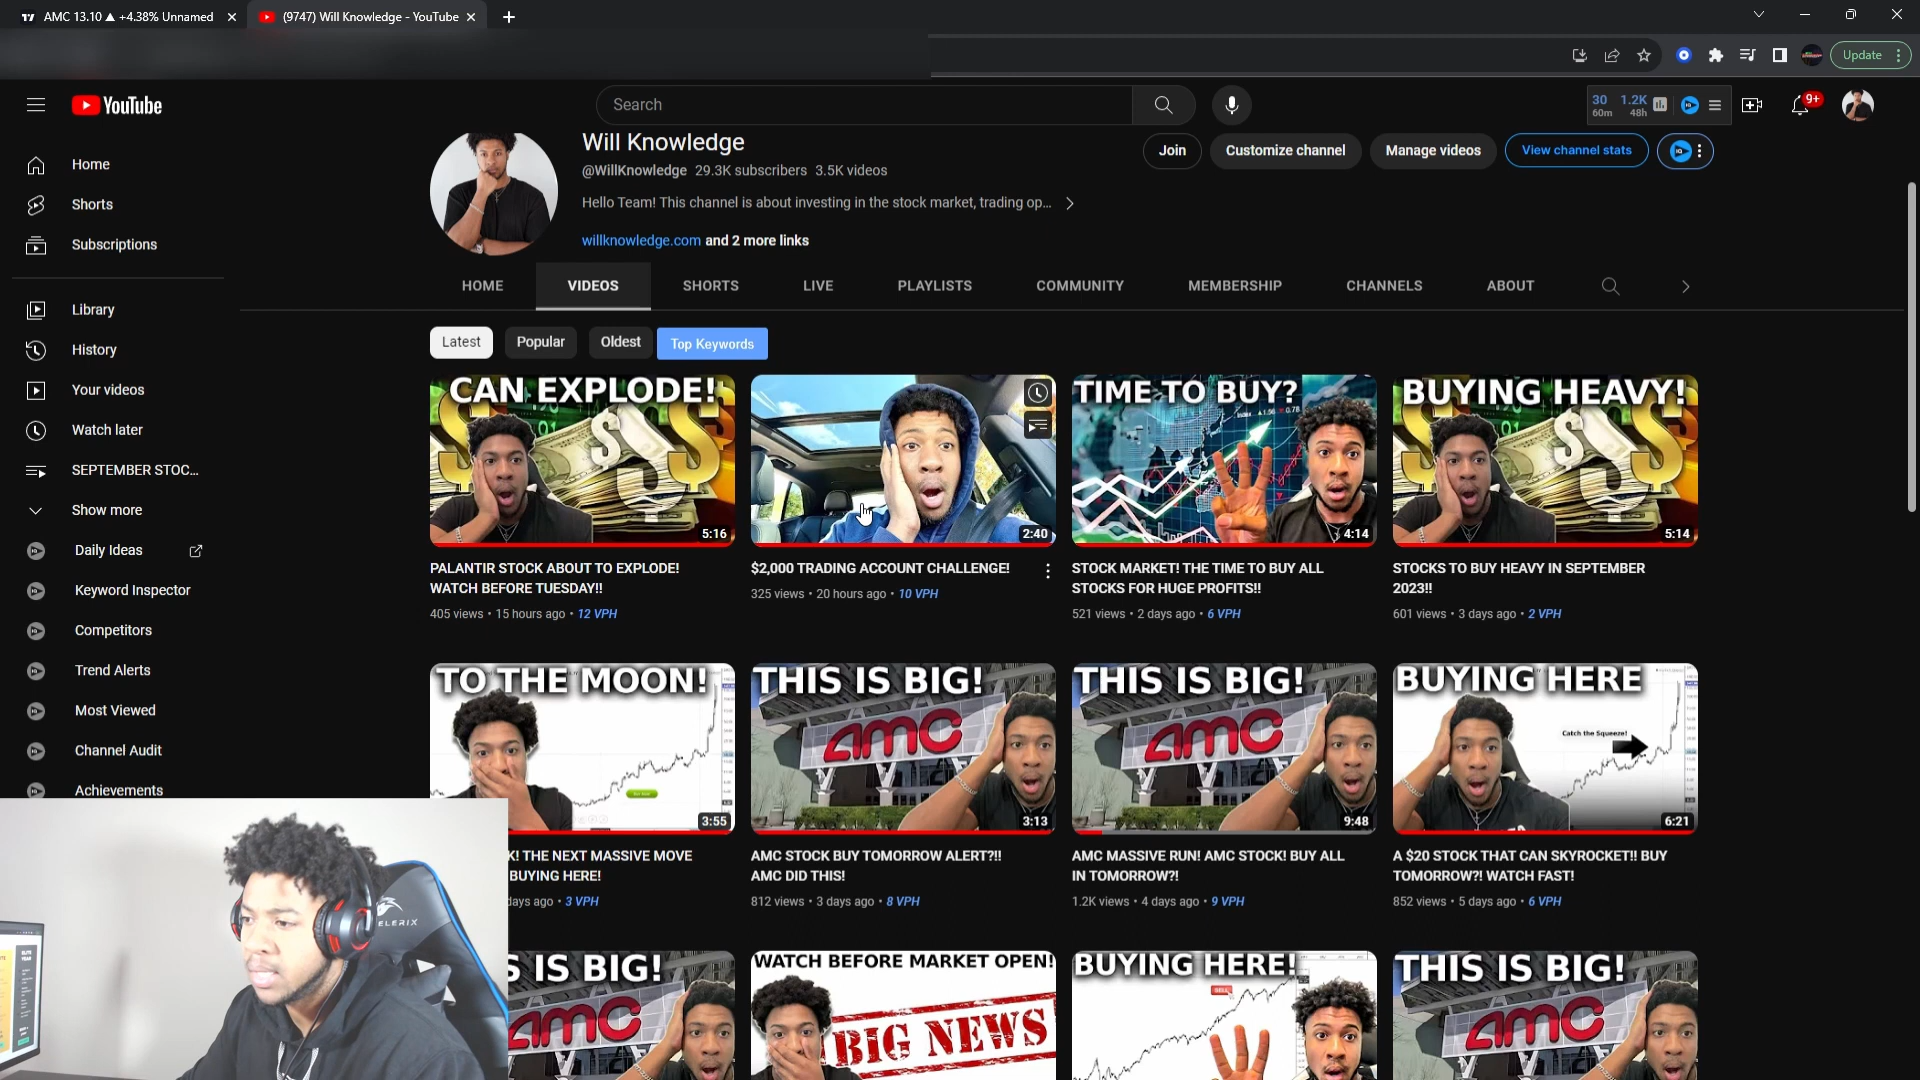 AMC 13.10 ▲ +4.38% Unnamed
(9747) Will Knowledge - YouTube
Update
YouTube
Search
30 60m
1.2K 48h
9+
Home
Shorts
Subscriptions
Library
History
Your videos
Watch later
SEPTEMBER STOC...
Show more
Daily Ideas
Keyword Inspector
Competitors
Trend Alerts
Most Viewed
Channel Audit
Achievements
Will Knowledge
@WillKnowledge 29.3K subscribers 3.5K videos
Hello Team! This channel is about investing in the stock market, trading op...
willknowledge.com and 2 more links
Join
Customize channel
Manage videos
View channel stats
HOME
VIDEOS
SHORTS
LIVE
PLAYLISTS
COMMUNITY
MEMBERSHIP
CHANNELS
ABOUT
Latest
Popular
Oldest
Top Keywords
CAN EXPLODE!
5:16
PALANTIR STOCK ABOUT TO EXPLODE!
WATCH BEFORE TUESDAY!!
405 views • 15 hours ago • 12 VPH
2:40
$2,000 TRADING ACCOUNT CHALLENGE!
325 views • 20 hours ago • 10 VPH
TIME TO BUY?
4:14
STOCK MARKET! THE TIME TO BUY ALL
STOCKS FOR HUGE PROFITS!!
521 views • 2 days ago • 6 VPH
BUYING HEAVY!
5:14
STOCKS TO BUY HEAVY IN SEPTEMBER
2023!!
601 views • 3 days ago • 2 VPH
TO THE MOON!
3:55
K! THE NEXT MASSIVE MOVE
BUYING HERE!
days ago • 3 VPH
THIS IS BIG!
amc
3:13
AMC STOCK BUY TOMORROW ALERT?!!
AMC DID THIS!
812 views • 3 days ago • 8 VPH
THIS IS BIG!
amc
9:48
AMC MASSIVE RUN! AMC STOCK! BUY ALL
IN TOMORROW?!
1.2K views • 4 days ago • 9 VPH
BUYING HERE
Catch the Squeeze!
6:21
A $20 STOCK THAT CAN SKYROCKET!! BUY
TOMORROW?! WATCH FAST!
852 views • 5 days ago • 6 VPH
S IS BIG!
amc
WATCH BEFORE MARKET OPEN!
BIG NEWS
BUYING HERE!
THIS IS BIG!
amc
ELERIX